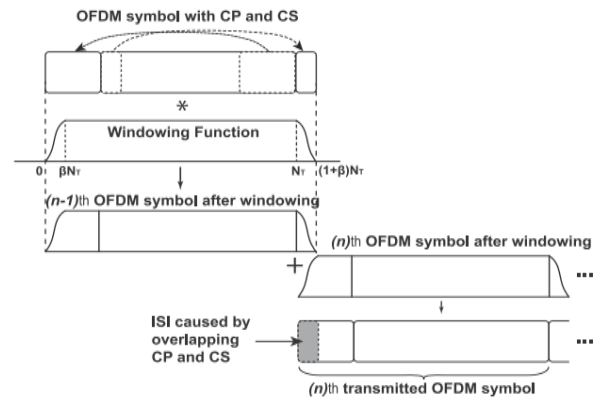 OFDM symbol with CP and CS
*
Windowing Function
0 βNT NT (1+β)NT
(n-1)th OFDM symbol after windowing
(n)th OFDM symbol after windowing
+
...
ISI caused by
overlapping
CP and CS
...
(n)th transmitted OFDM symbol